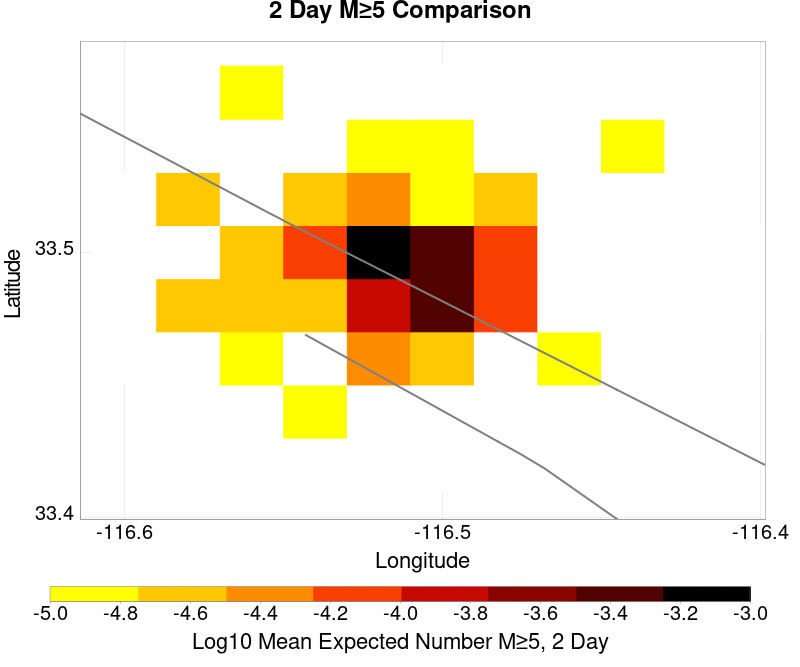 2 Day M≥5 Comparison
Latitude
33.5
33.4
-116.6 -116.5 -116.4
Longitude
-5.0 -4.8 -4.6 -4.4 -4.2 -4.0 -3.8 -3.6 -3.4 -3.2 -3.0
Log10 Mean Expected Number M≥5, 2 Day